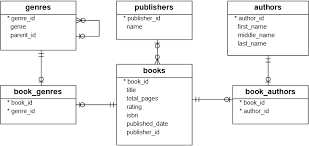 genres
* genre_id
genre
parent_id
publishers
* publisher_id
name
authors
* author_id
first_name
middle_name
last_name
book_genres
* book_id
* genre_id
books
* book_id
title
total_pages
rating
isbn
published_date
publisher_id
book_authors
* book_id
* author_id